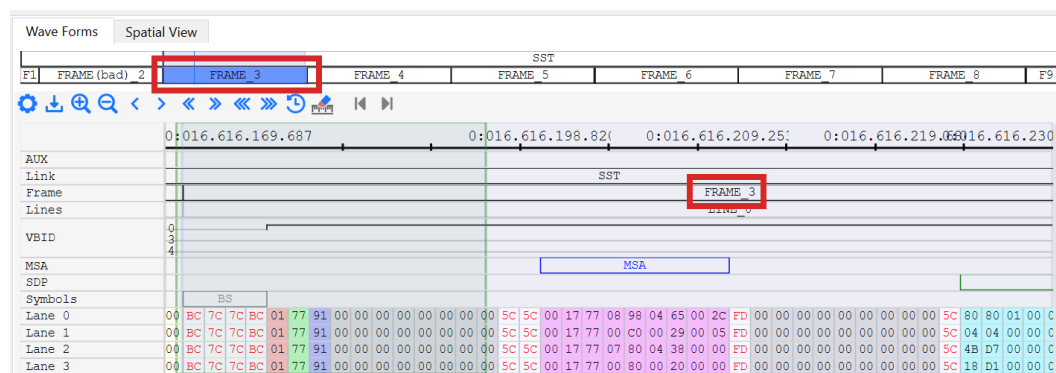 Wave Forms Spatial View
SST
F1 FRAME(bad)_2 FRAME_3 FRAME_4 FRAME_5 FRAME_6 FRAME_7 FRAME_8 F9
0:016.616.169.687 0:016.616.198.82 0:016.616.209.25 0:016.616.219. 016.616.230
AUX
Link SST
Frame FRAME_3
Lines LINE_0
0
VBID 3
4
MSA MSA
SDP
Symbols BS
Lane 0 00 BC 7C 7C BC 01 77 91 00 00 00 00 00 00 00 00 5C 5C 00 17 77 08 98 04 65 00 2C FD 00 00 00 00 00 00 00 00 00 5C 80 80 01 00
Lane 1 00 BC 7C 7C BC 01 77 91 00 00 00 00 00 00 00 00 5C 5C 00 17 77 00 C0 00 29 00 05 FD 00 00 00 00 00 00 00 00 00 5C 04 04 00 00
Lane 2 00 BC 7C 7C BC 01 77 91 00 00 00 00 00 00 00 00 5C 5C 00 17 77 07 80 04 38 00 00 FD 00 00 00 00 00 00 00 00 00 5C 4B D7 00 00
Lane 3 00 BC 7C 7C BC 01 77 91 00 00 00 00 00 00 00 00 5C 5C 00 17 77 00 80 00 20 00 00 FD 00 00 00 00 00 00 00 00 00 5C 18 D1 00 00